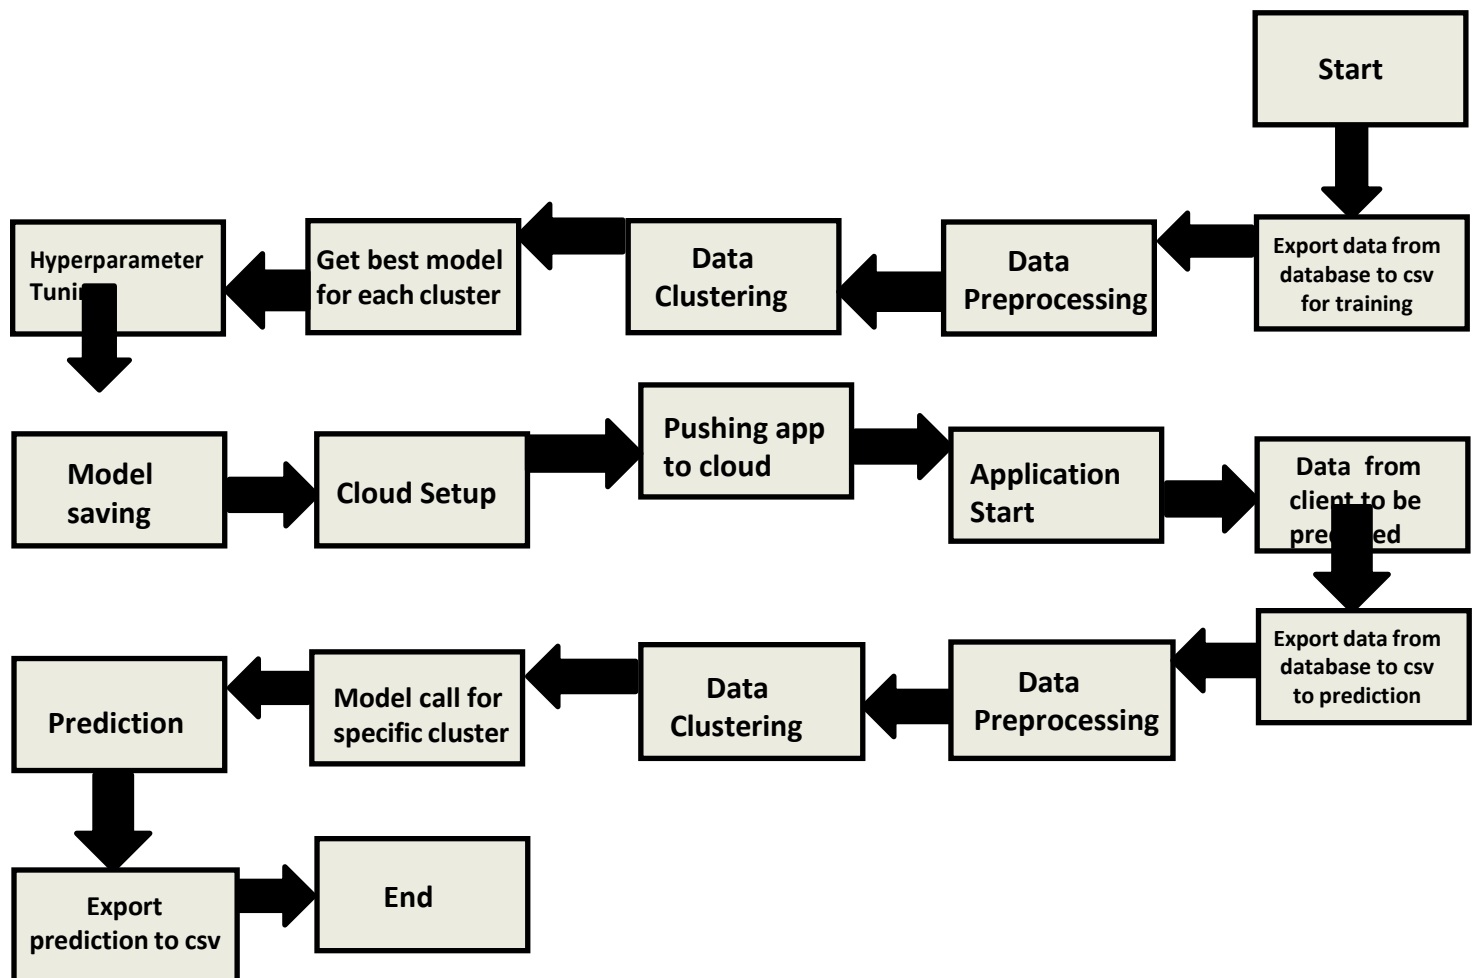 Start
Export data from
database to csv
for training
Data
Preprocessing
Data
Clustering
Get best model
for each cluster
Hyperparameter
Model
saving
Cloud Setup
Pushing app
to cloud
Application
Start
Data from
client to be
Export data from
database to csv
to prediction
Data
Preprocessing
Data
Clustering
Model call for
specific cluster
Prediction
Export
prediction to csv
End